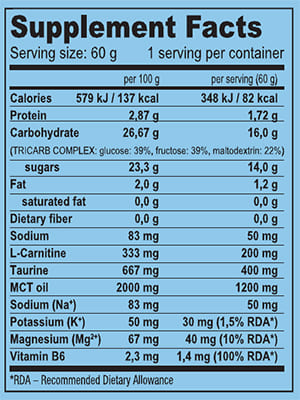 Supplement Facts
Serving size: 60 g 1 serving per container
per 100 g per serving (60 g)
Calories 579 kJ / 137 kcal 348 kJ / 82 kcal
Protein 2,87 g 1,72 g
Carbohydrate 26,67 g 16,0 g
(TRICARB COMPLEX: glucose: 39%, fructose: 39%, maltodextrin: 22%)
sugars 23,3 g 14,0 g
Fat 2,0 g 1,2 g
saturated fat 0,0 g 0,0 g
Dietary fiber 0,0 g 0,0 g
Sodium 83 mg 50 mg
L-Carnitine 333 mg 200 mg
Taurine 667 mg 400 mg
MCT oil 2000 mg 1200 mg
Sodium (Na⁺) 83 mg 50 mg
Potassium (K⁺) 50 mg 30 mg (1,5% RDA*)
Magnesium (Mg²⁺) 67 mg 40 mg (10% RDA*)
Vitamin B6 2,3 mg 1,4 mg (100% RDA*)
*RDA – Recommended Dietary Allowance